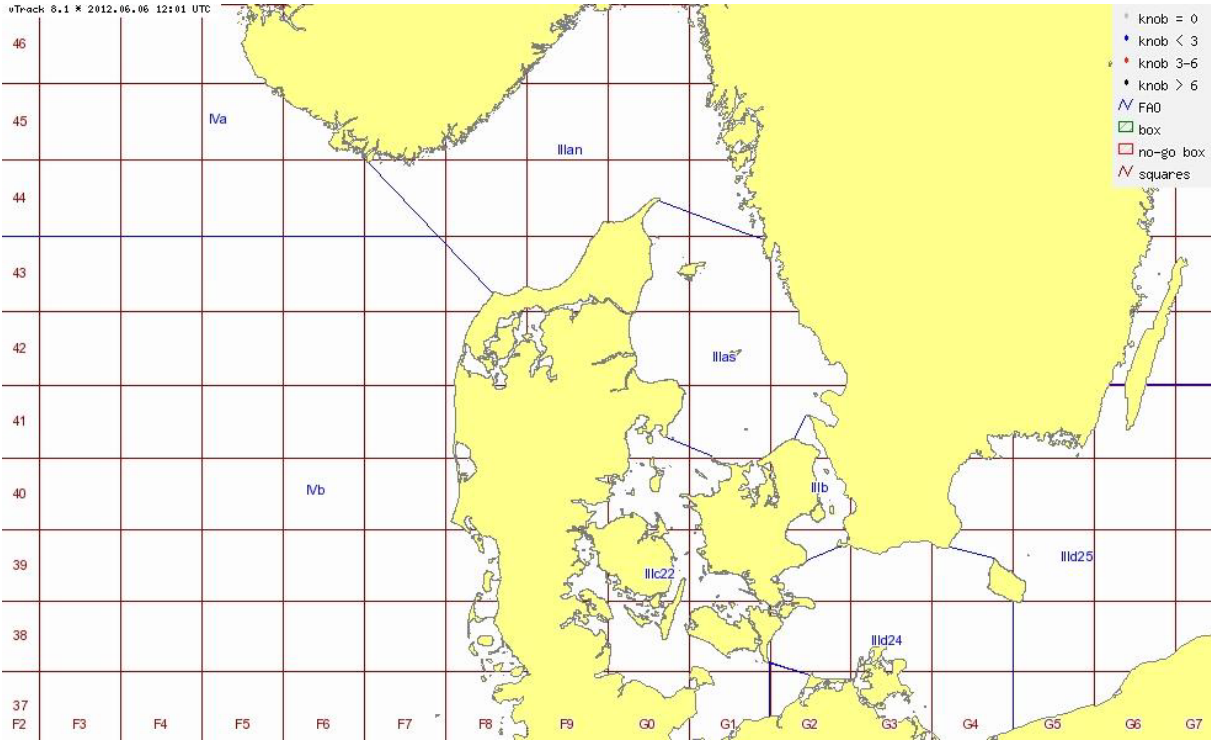 vTrack 8.1 * 2012.06.06 12:01 UTC
knob = 0
knob < 3
knob 3-6
knob > 6
FAO
box
no-go box
squares
46
45
IVa
IIIan
44
43
42
IIIas
41
40
IVb
IIIb
39
IIIc22
IIId25
38
IIId24
37
F2 F3 F4 F5 F6 F7 F8 F9 G0 G1 G2 G3 G4 G5 G6 G7